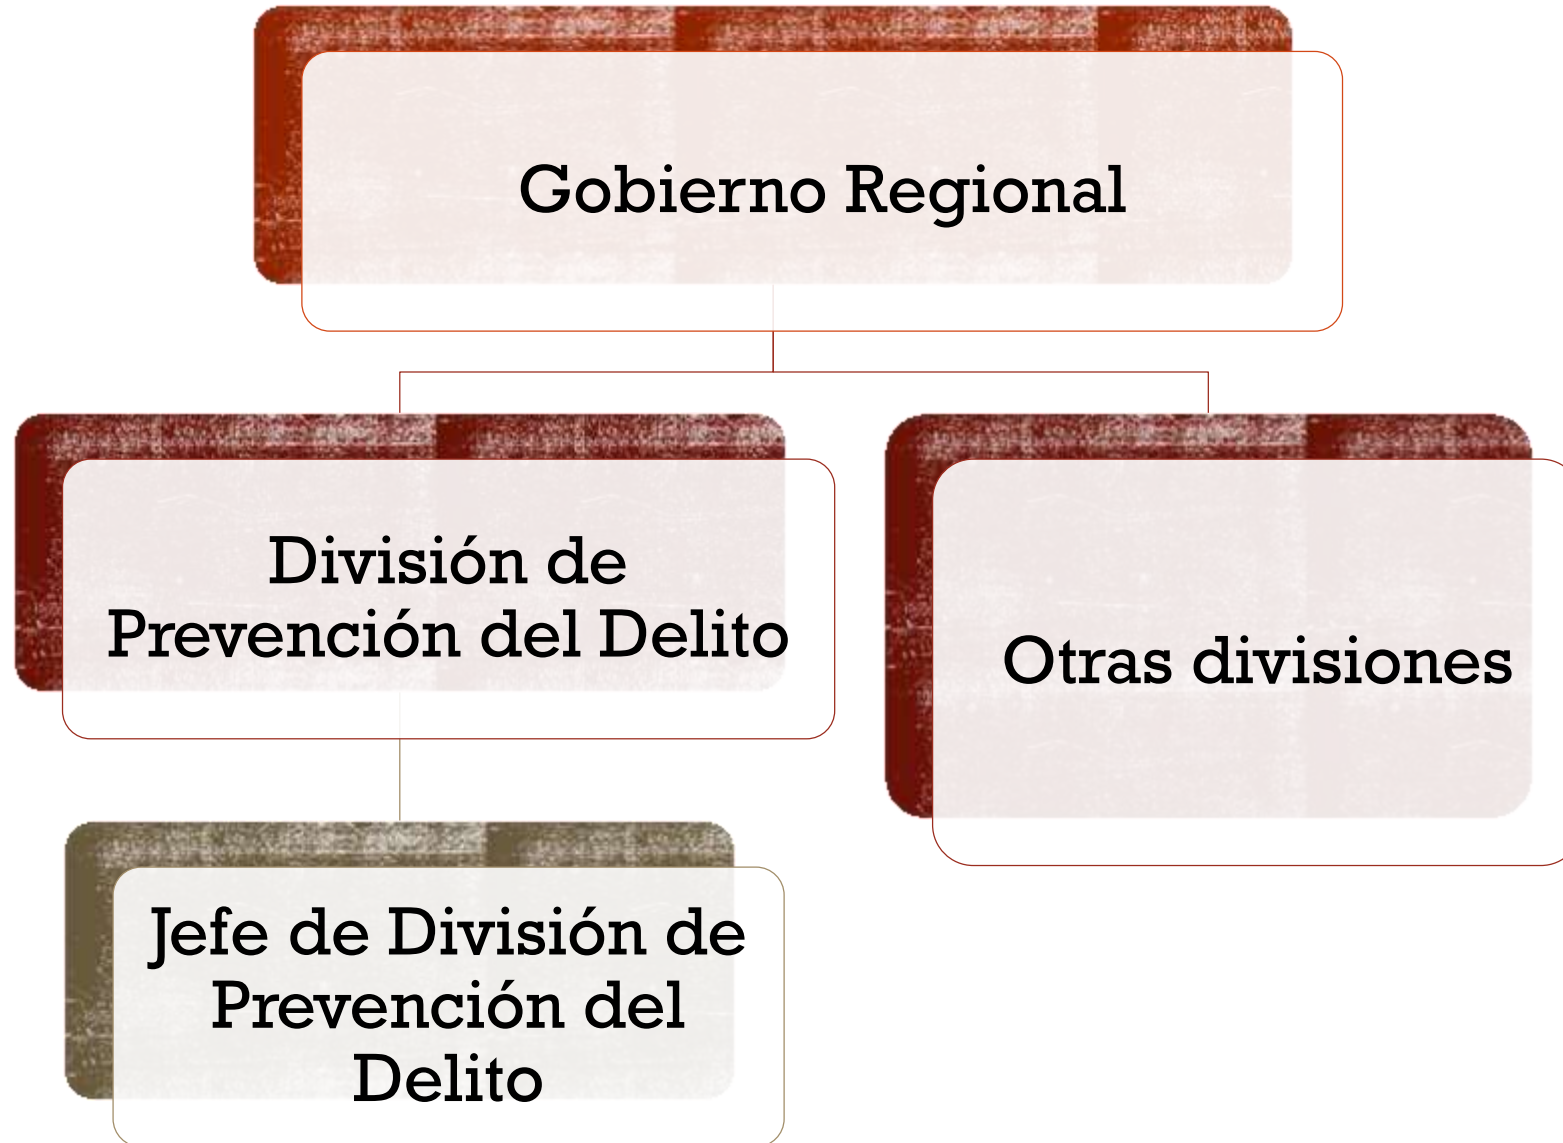 Gobierno Regional
División de
Prevención del Delito
Otras divisiones
Jefe de División de
Prevención del
Delito